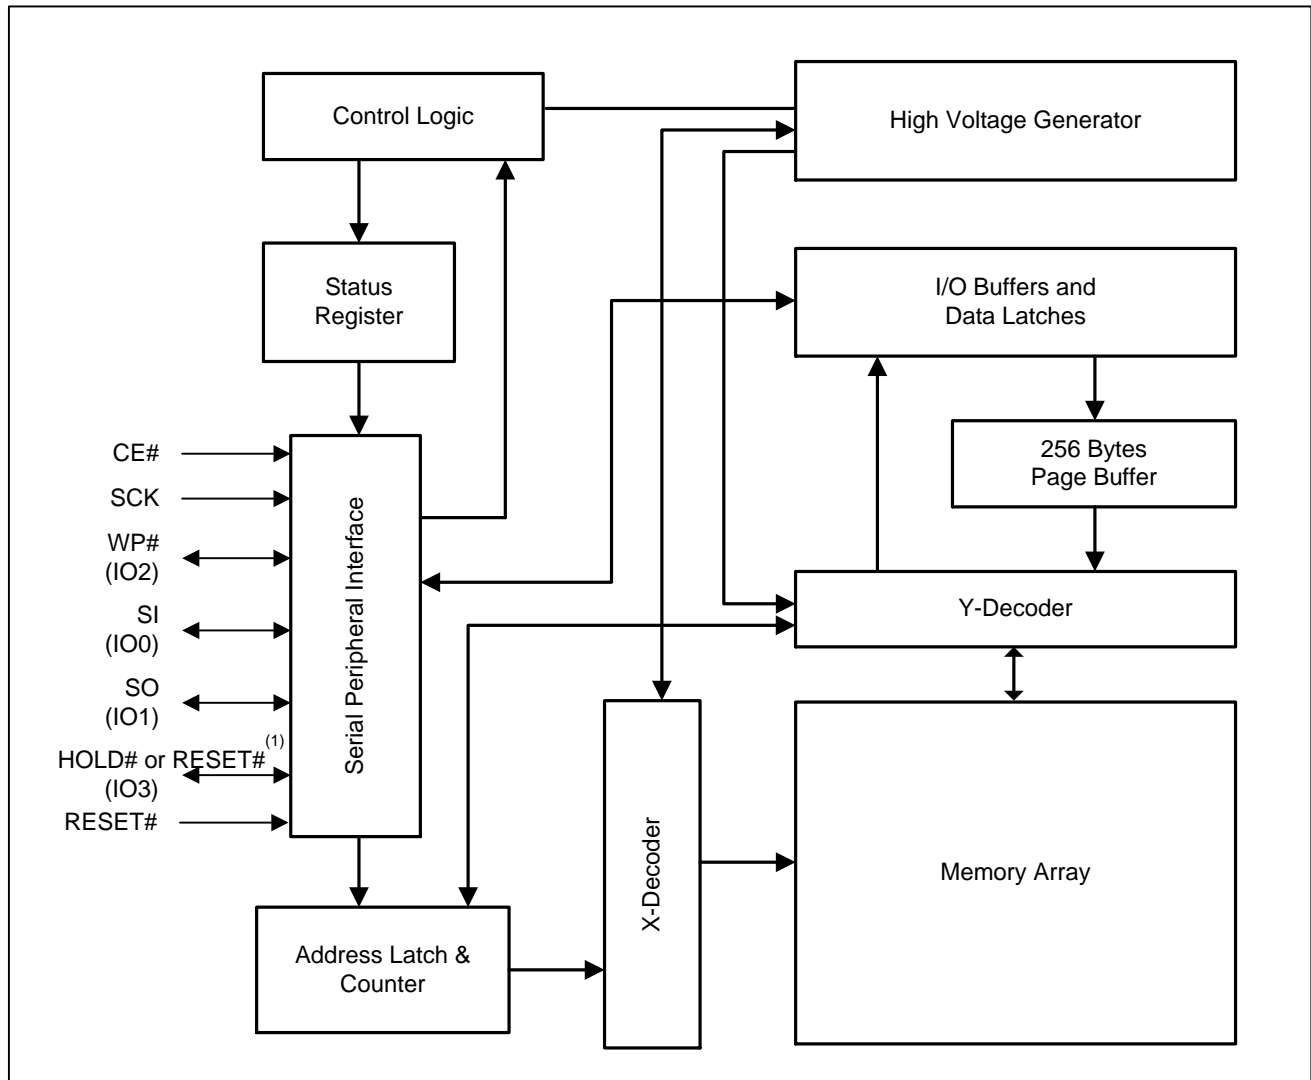 Control Logic
High Voltage Generator
Status
Register
I/O Buffers and
Data Latches
256 Bytes
Page Buffer
Y-Decoder
CE#
SCK
WP#
(IO2)
SI
(IO0)
SO
(IO1)
HOLD# or RESET#(1)
(IO3)
RESET#
Serial Peripheral Interface
Address Latch &
Counter
X-Decoder
Memory Array